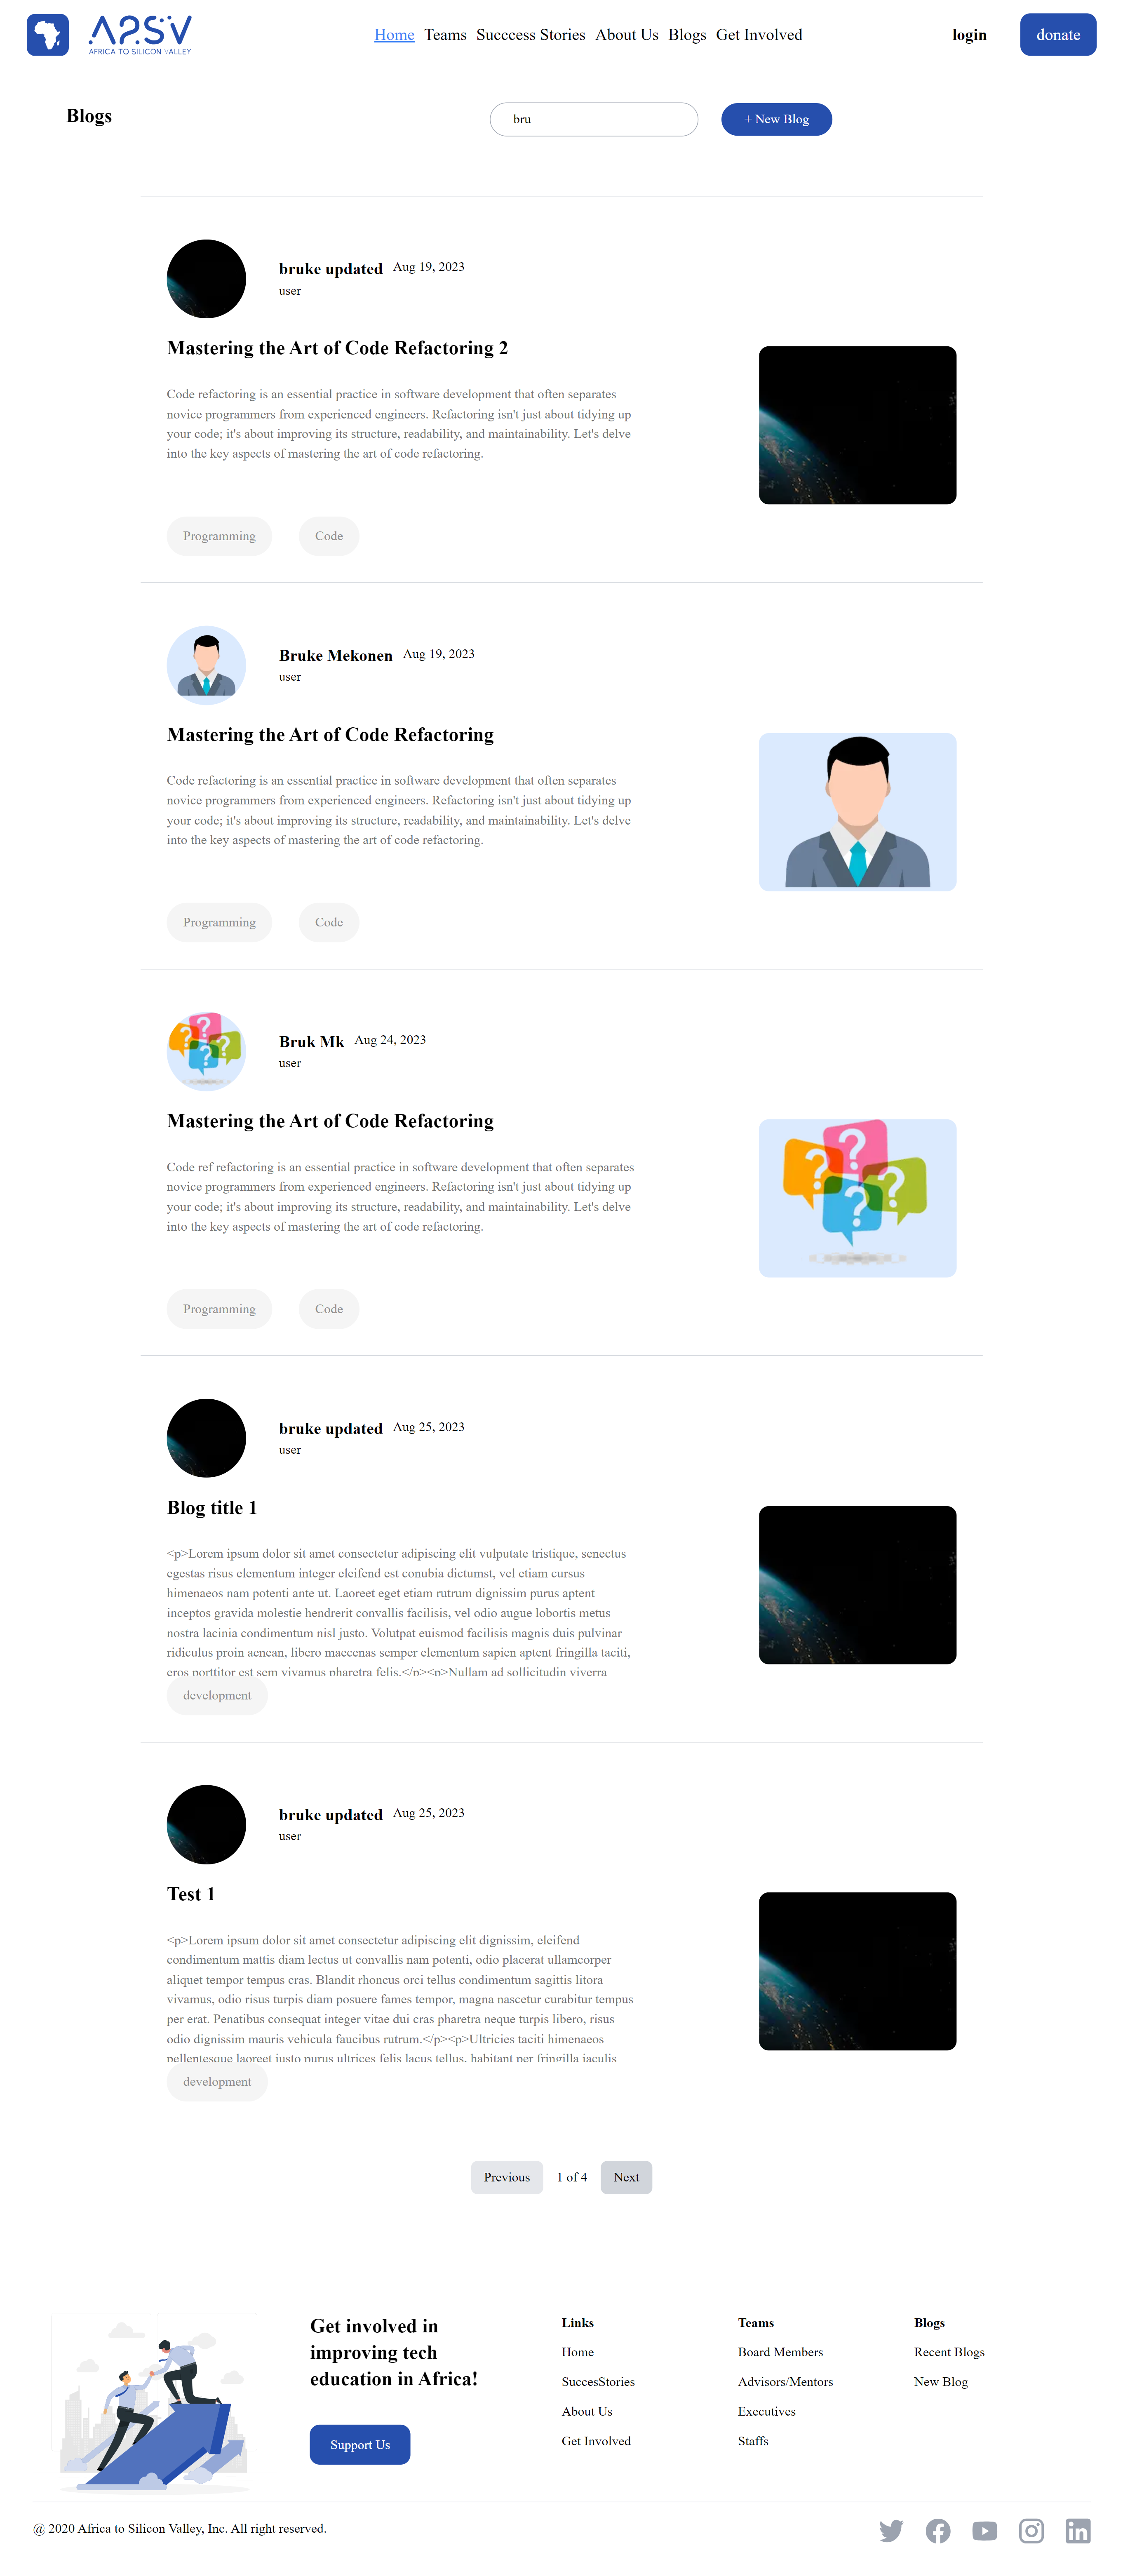 A2SV
AFRICA TO SILICON VALLEY
Home Teams Succcess Stories About Us Blogs Get Involved
login
donate
Blogs
bru
+ New Blog
bruke updated Aug 19, 2023
user
Mastering the Art of Code Refactoring 2
Code refactoring is an essential practice in software development that often separates
novice programmers from experienced engineers. Refactoring isn't just about tidying up
your code; it's about improving its structure, readability, and maintainability. Let's delve
into the key aspects of mastering the art of code refactoring.
Programming Code
Bruke Mekonen Aug 19, 2023
user
Mastering the Art of Code Refactoring
Code refactoring is an essential practice in software development that often separates
novice programmers from experienced engineers. Refactoring isn't just about tidying up
your code; it's about improving its structure, readability, and maintainability. Let's delve
into the key aspects of mastering the art of code refactoring.
Programming Code
Bruk Mk Aug 24, 2023
user
Mastering the Art of Code Refactoring
Code ref refactoring is an essential practice in software development that often separates
novice programmers from experienced engineers. Refactoring isn't just about tidying up
your code; it's about improving its structure, readability, and maintainability. Let's delve
into the key aspects of mastering the art of code refactoring.
Programming Code
bruke updated Aug 25, 2023
user
Blog title 1
<p>Lorem ipsum dolor sit amet consectetur adipiscing elit vulputate tristique, senectus
egestas risus elementum integer eleifend est conubia dictumst, vel etiam cursus
himenaeos nam potenti ante ut. Laoreet eget etiam rutrum dignissim purus aptent
inceptos gravida molestie hendrerit convallis facilisis, vel odio augue lobortis metus
nostra lacinia condimentum nisl justo. Volutpat euismod facilisis magnis duis pulvinar
ridiculus proin aenean, libero maecenas semper elementum sapien aptent fringilla taciti,
eros porttitor est sem vivamus pharetra felis.</p><p>Nullam ad sollicitudin viverra
development
bruke updated Aug 25, 2023
user
Test 1
<p>Lorem ipsum dolor sit amet consectetur adipiscing elit dignissim, eleifend
condimentum mattis diam lectus ut convallis nam potenti, odio placerat ullamcorper
aliquet tempor tempus cras. Blandit rhoncus orci tellus condimentum sagittis litora
vivamus, odio risus turpis diam posuere fames tempor, magna nascetur curabitur tempus
per erat. Penatibus consequat integer vitae dui cras pharetra neque turpis libero, risus
odio dignissim mauris vehicula faucibus rutrum.</p><p>Ultricies taciti himenaeos
pellentesque laoreet justo purus ultrices felis lacus tellus, habitant per fringilla iaculis
development
Previous 1 of 4 Next
Get involved in
improving tech
education in Africa!
Support Us
Links
Home
SuccesStories
About Us
Get Involved
Teams
Board Members
Advisors/Mentors
Executives
Staffs
Blogs
Recent Blogs
New Blog
@ 2020 Africa to Silicon Valley, Inc. All right reserved.